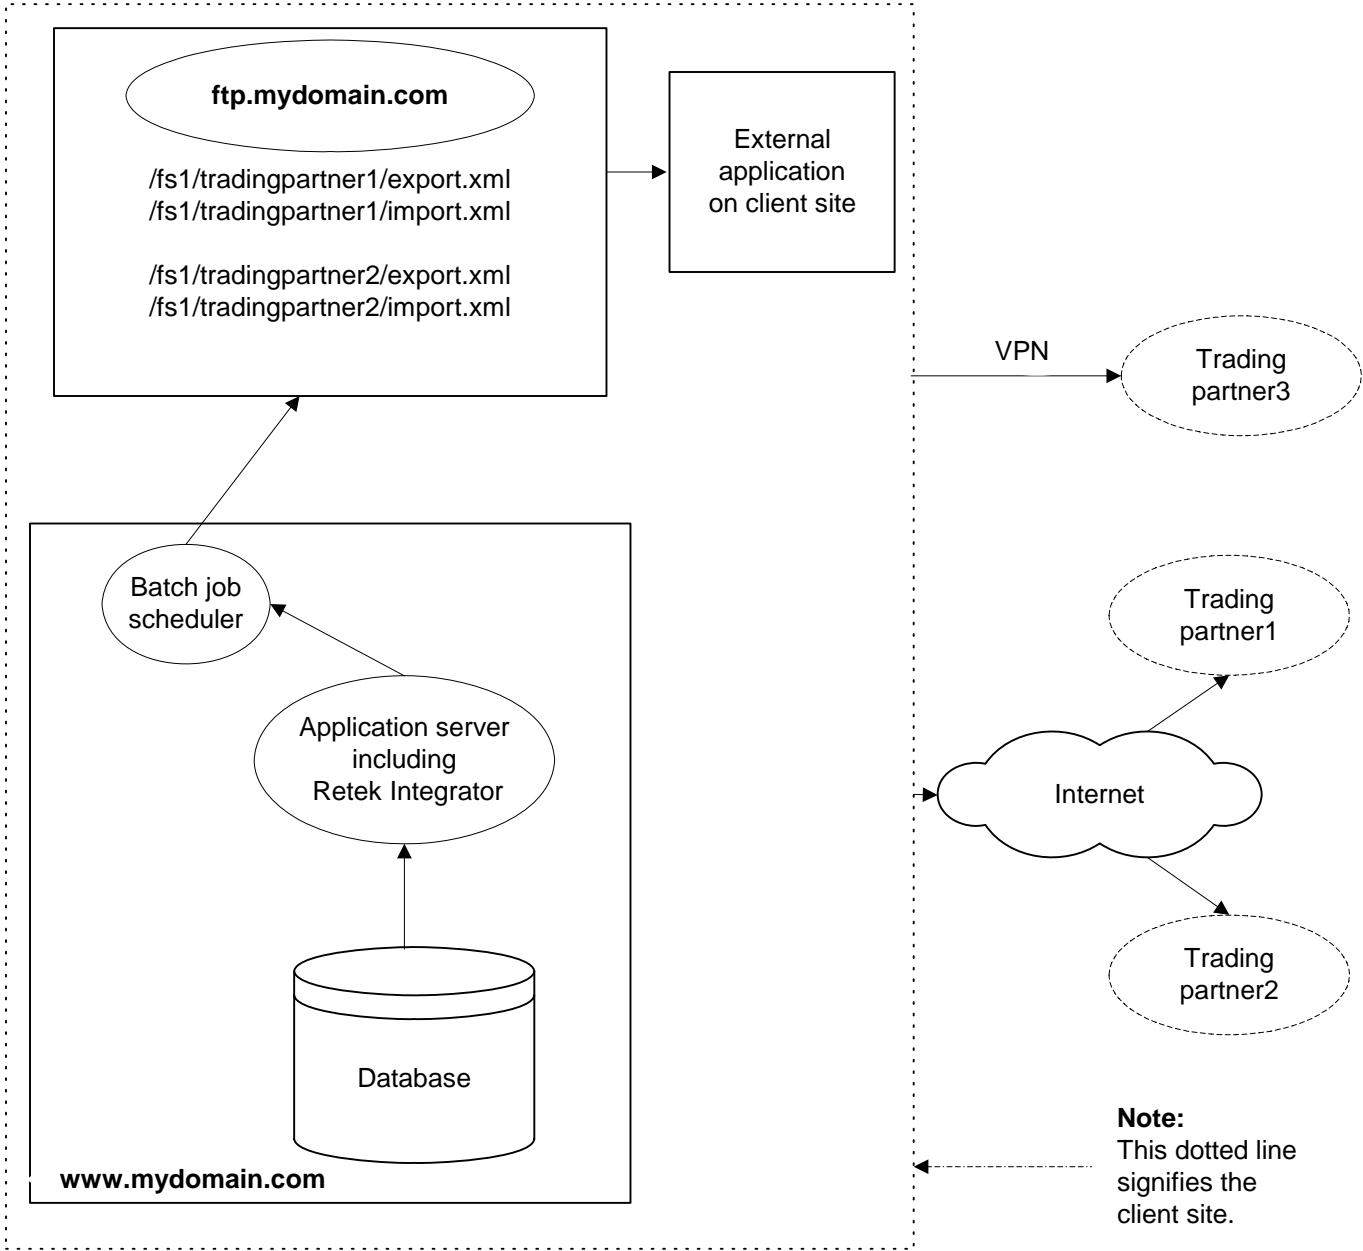 ftp.mydomain.com
/fs1/tradingpartner1/export.xml
/fs1/tradingpartner1/import.xml
/fs1/tradingpartner2/export.xml
/fs1/tradingpartner2/import.xml
External
application
on client site
VPN
Trading
partner3
Batch job
scheduler
Trading
partner1
Application server
including
Retek Integrator
Internet
Trading
partner2
Database
www.mydomain.com
Note:
This dotted line
signifies the
client site.